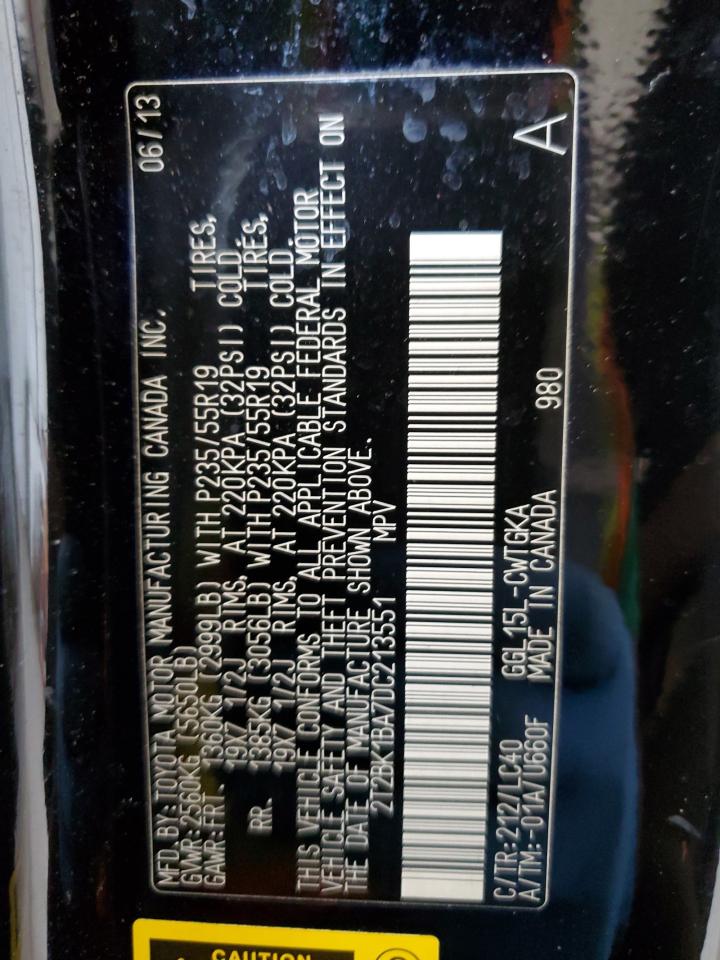 MFD. BY: TOYOTA MOTOR MANUFACTURING CANADA INC. 06/13
GVWR: 2560KG (5650LB)
GAWR: FRT 1360KG (2999LB) WITH P235/55R19 TIRES,
19X7 1/2J RIMS, AT 220KPA (32PSI) COLD.
RR. 1385KG (3056LB) WITH P235/55R19 TIRES,
19X7 1/2J RIMS, AT 220KPA (32PSI) COLD.
THIS VEHICLE CONFORMS TO ALL APPLICABLE FEDERAL MOTOR
VEHICLE SAFETY AND THEFT PREVENTION STANDARDS IN EFFECT ON
THE DATE OF MANUFACTURE SHOWN ABOVE.
2T2BK1BA7DC213551 MPV
C/TR:212/LC40 GGL15L-CWTGKA A
A/TM:-01A/U660F MADE IN CANADA 980
CAUTION